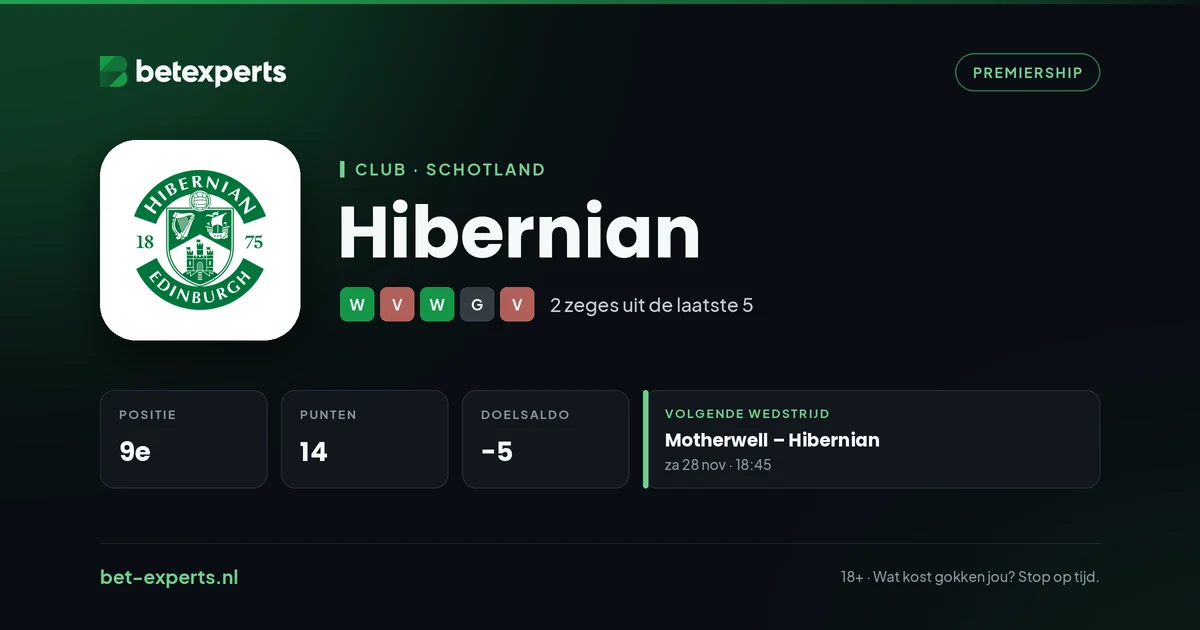 betexperts
PREMIERSHIP
HIBERNIAN
18 75
EDINBURGH
CLUB · SCHOTLAND
Hibernian
W V W G V 2 zeges uit de laatste 5
POSITIE
9e
PUNTEN
14
DOELSALDO
-5
VOLGENDE WEDSTRIJD
Motherwell – Hibernian
za 28 nov · 18:45
bet-experts.nl
18+ · Wat kost gokken jou? Stop op tijd.